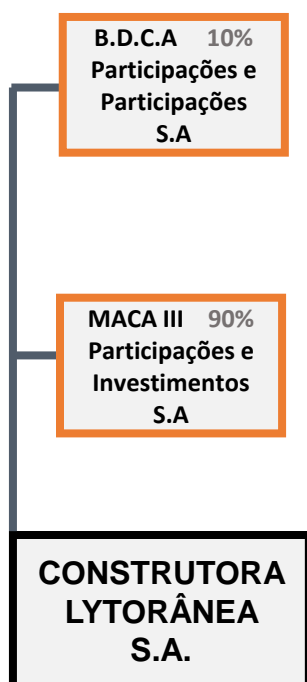 B.D.C.A 10%
Participações e
Participações
S.A
MACA III 90%
Participações e
Investimentos
S.A
CONSTRUTORA
LYTORÂNEA
S.A.